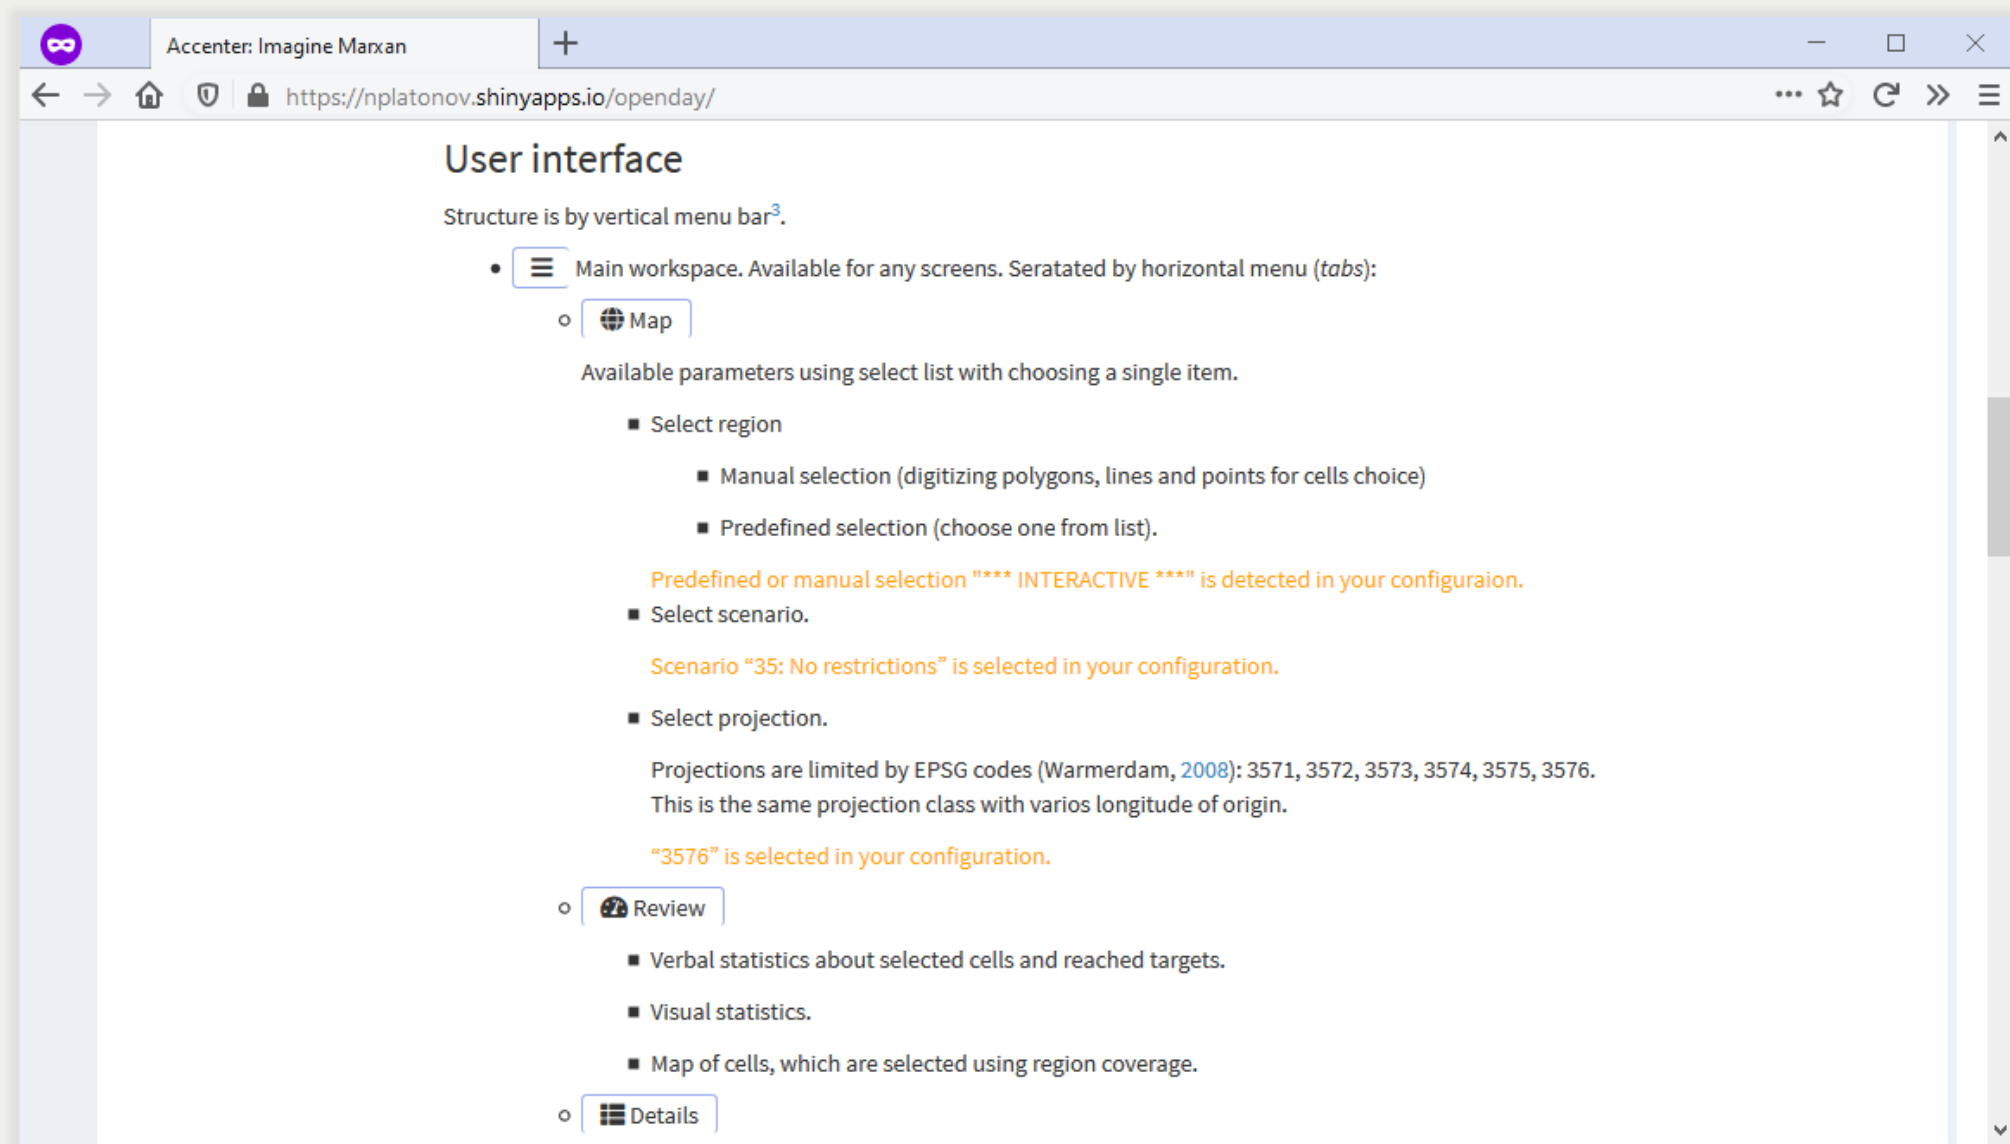 Accenter: Imagine Marxan
https://nplatonov.shinyapps.io/openday/
User interface
Structure is by vertical menu bar3.
Main workspace. Available for any screens. Seratated by horizontal menu (tabs):
Map
Available parameters using select list with choosing a single item.
Select region
Manual selection (digitizing polygons, lines and points for cells choice)
Predefined selection (choose one from list).
Predefined or manual selection "*** INTERACTIVE ***" is detected in your configuraion.
Select scenario.
Scenario “35: No restrictions” is selected in your configuration.
Select projection.
Projections are limited by EPSG codes (Warmerdam, 2008): 3571, 3572, 3573, 3574, 3575, 3576.
This is the same projection class with varios longitude of origin.
“3576” is selected in your configuration.
Review
Verbal statistics about selected cells and reached targets.
Visual statistics.
Map of cells, which are selected using region coverage.
Details